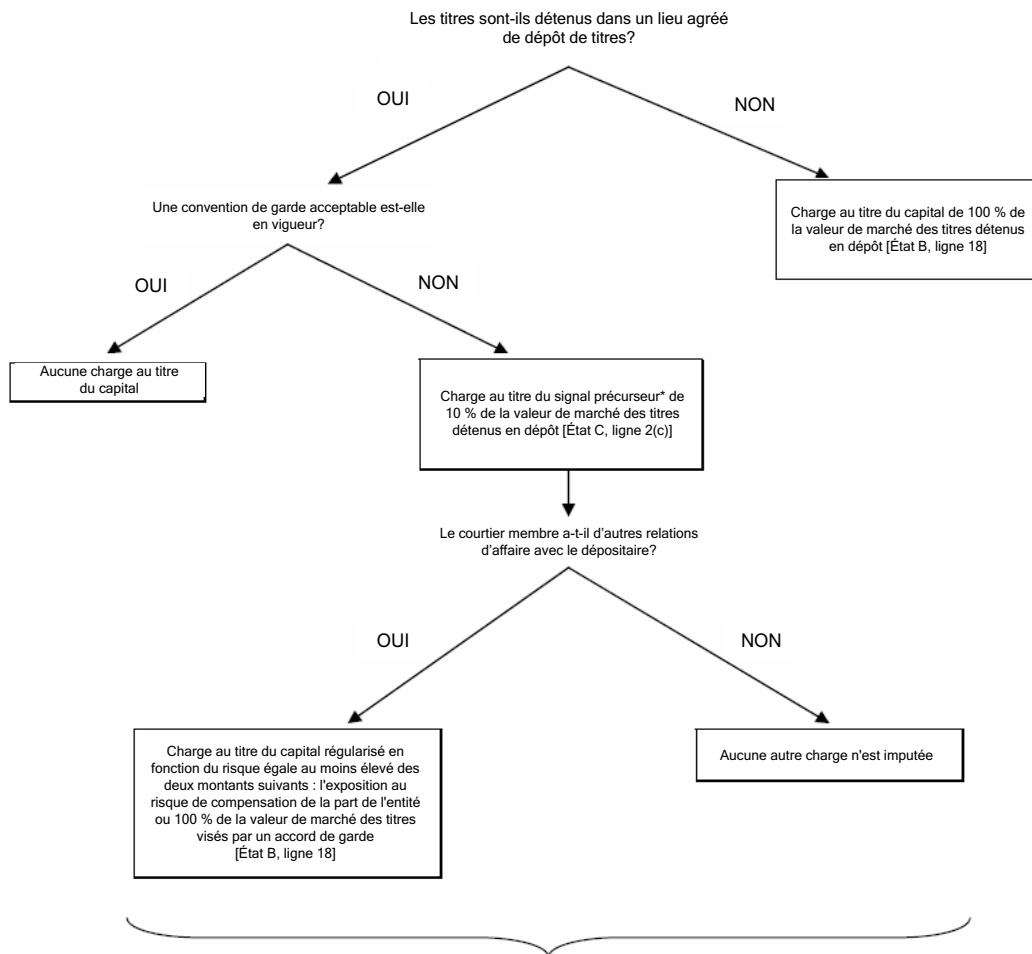 Les titres sont-ils détenus dans un lieu agréé
de dépôt de titres?
OUI
NON
Une convention de garde acceptable est-elle
en vigueur?
Charge au titre du capital de 100 % de
la valeur de marché des titres détenus
en dépôt [État B, ligne 18]
OUI
NON
Aucune charge au titre
du capital
Charge au titre du signal précurseur* de
10 % de la valeur de marché des titres
détenus en dépôt [État C, ligne 2(c)]
Le courtier membre a-t-il d'autres relations
d'affaire avec le dépositaire?
OUI
NON
Charge au titre du capital régularisé en
fonction du risque égale au moins élevé des
deux montants suivants : l'exposition au
risque de compensation de la part de l'entité
ou 100 % de la valeur de marché des titres
visés par un accord de garde
[État B, ligne 18]
Aucune autre charge n'est imputée